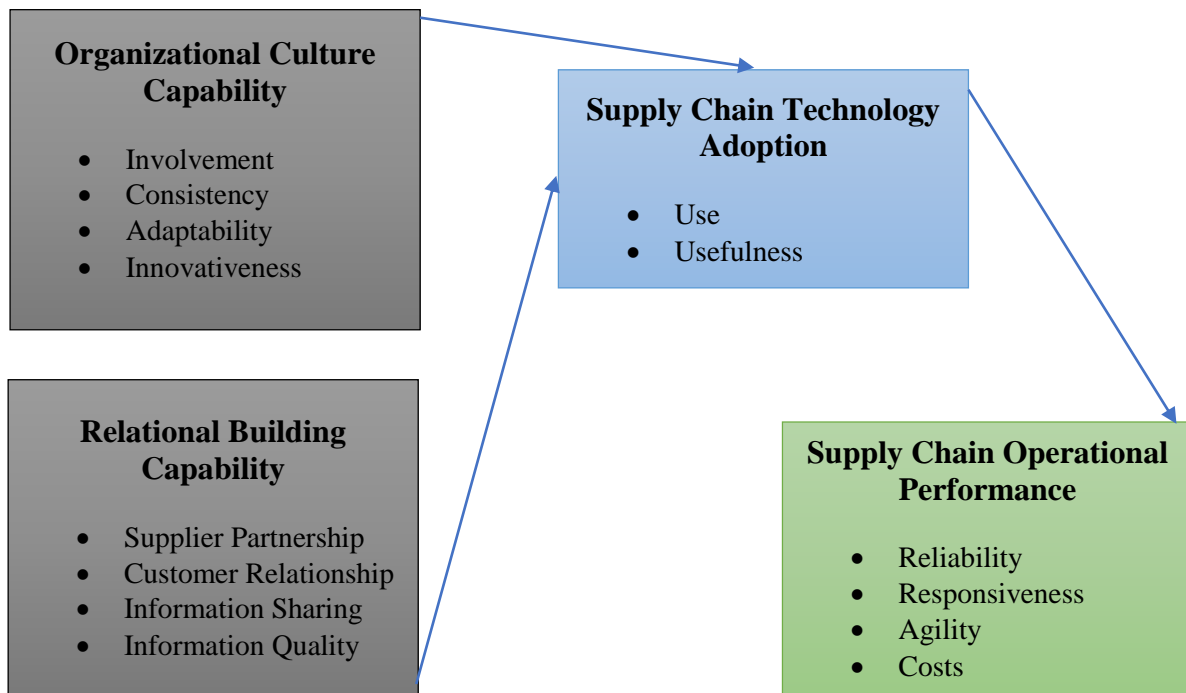 Organizational Culture
Capability
• Involvement
• Consistency
• Adaptability
• Innovativeness
Supply Chain Technology
Adoption
• Use
• Usefulness
Relational Building
Capability
• Supplier Partnership
• Customer Relationship
• Information Sharing
• Information Quality
Supply Chain Operational
Performance
• Reliability
• Responsiveness
• Agility
• Costs